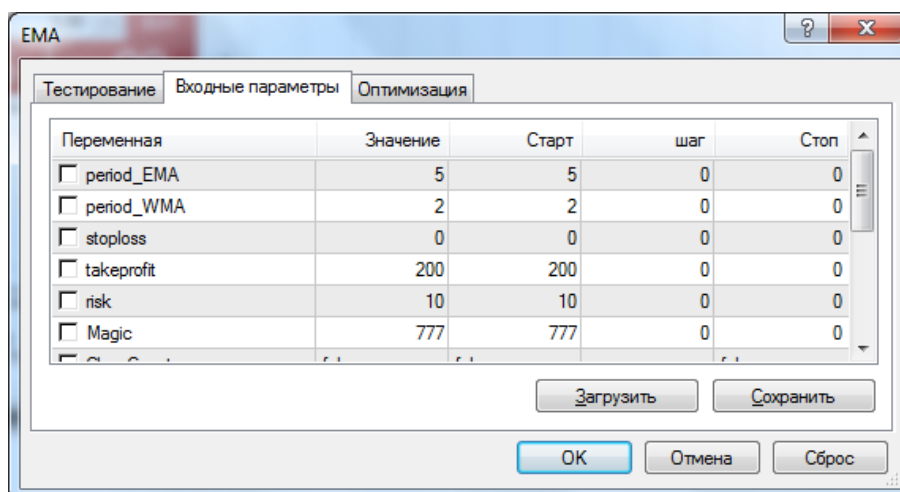 EMA
Тестирование Входные параметры Оптимизация
Переменная Значение Старт шаг Стоп
period_EMA 5 5 0 0
period_WMA 2 2 0 0
stoploss 0 0 0 0
takeprofit 200 200 0 0
risk 10 10 0 0
Magic 777 777 0 0
Загрузить Сохранить
OK Отмена Сброс